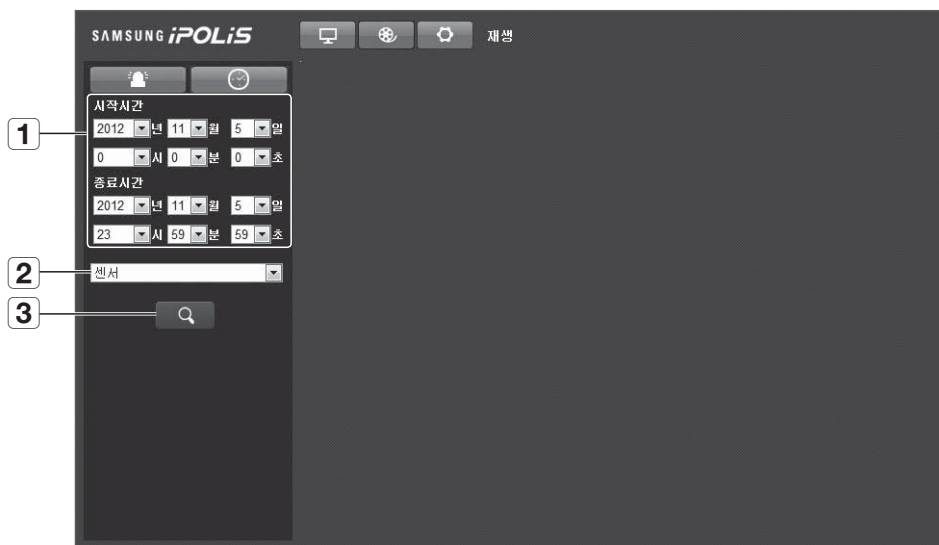 SAMSUNG iPOLiS
재생
시작시간
2012 년 11 월 5 일
0 시 0 분 0 초
종료시간
2012 년 11 월 5 일
23 시 59 분 59 초
센서
1
2
3